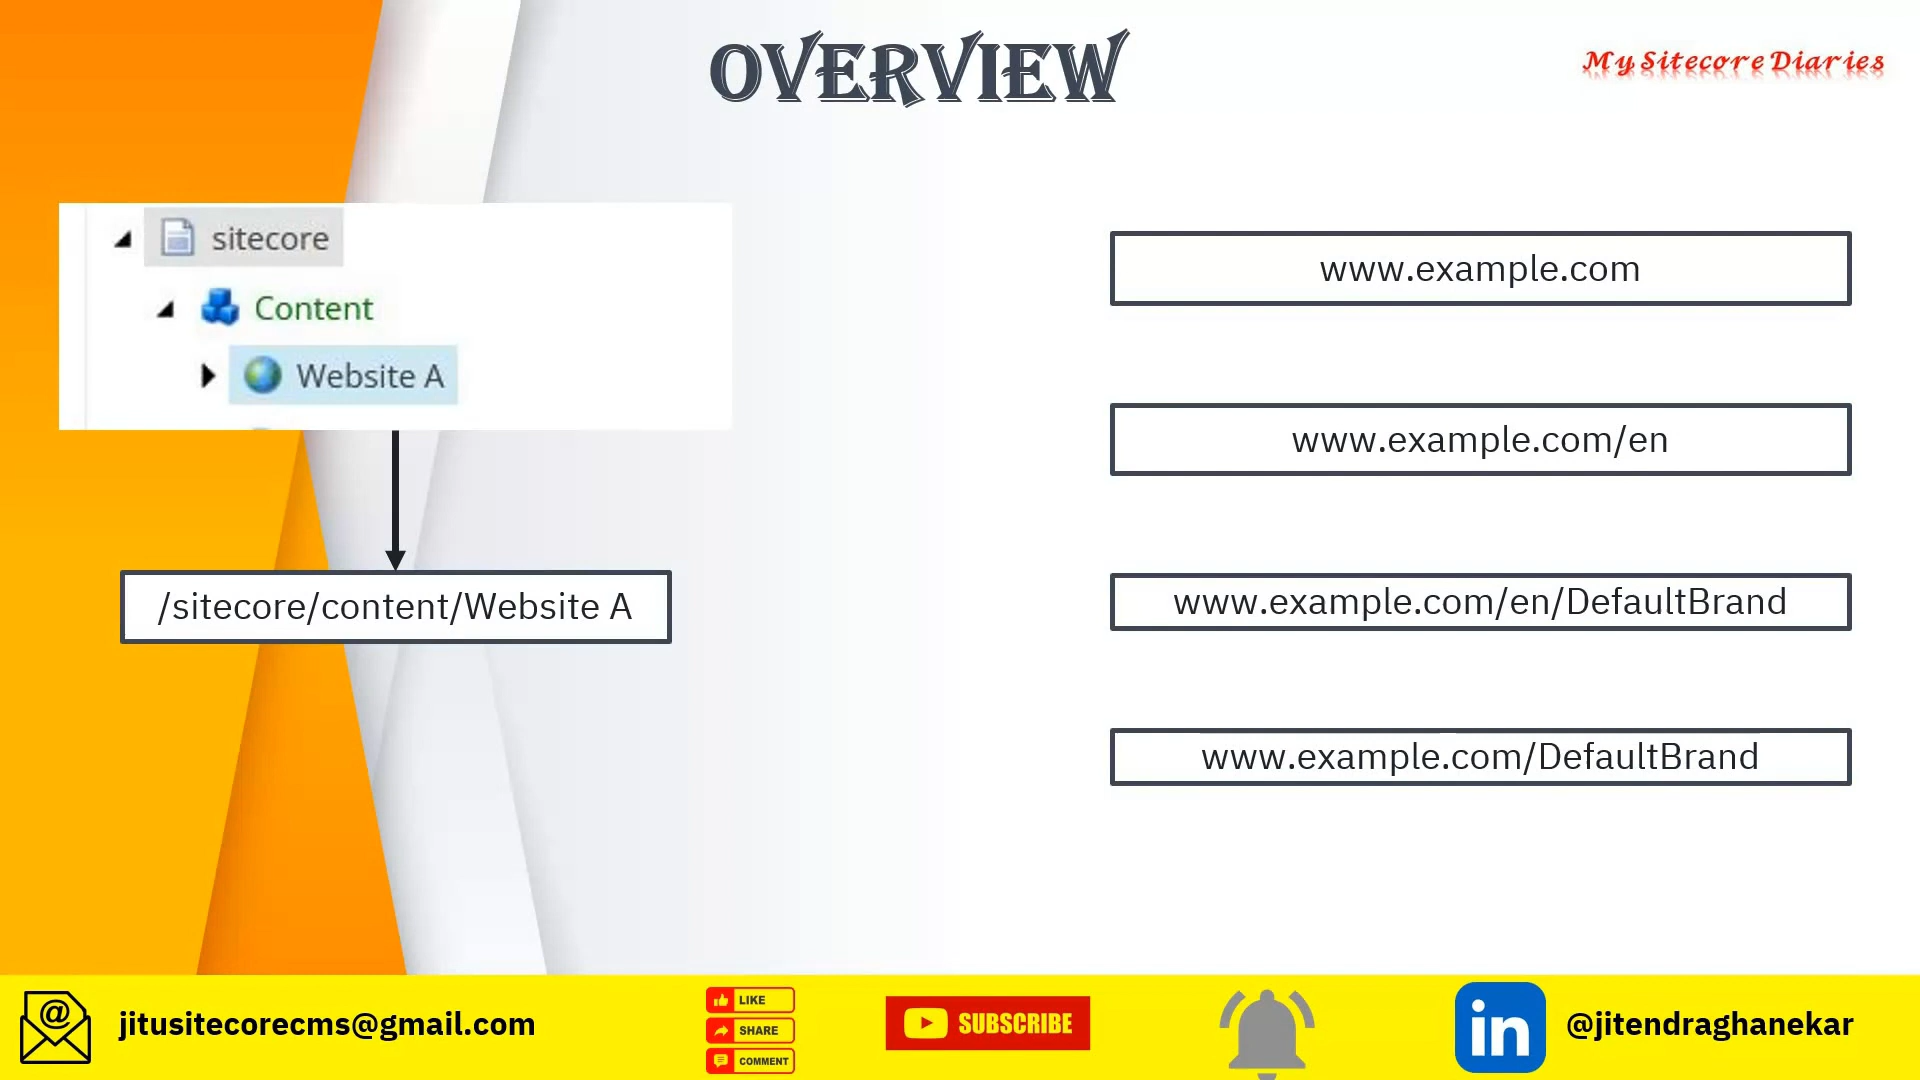 OVERVIEW
My Sitecore Diaries
sitecore
Content
Website A
/sitecore/content/Website A
www.example.com
www.example.com/en
www.example.com/en/DefaultBrand
www.example.com/DefaultBrand
@
jitusitecorecms@gmail.com
LIKE
SHARE
COMMENT
SUBSCRIBE
in
@jitendraghanekar